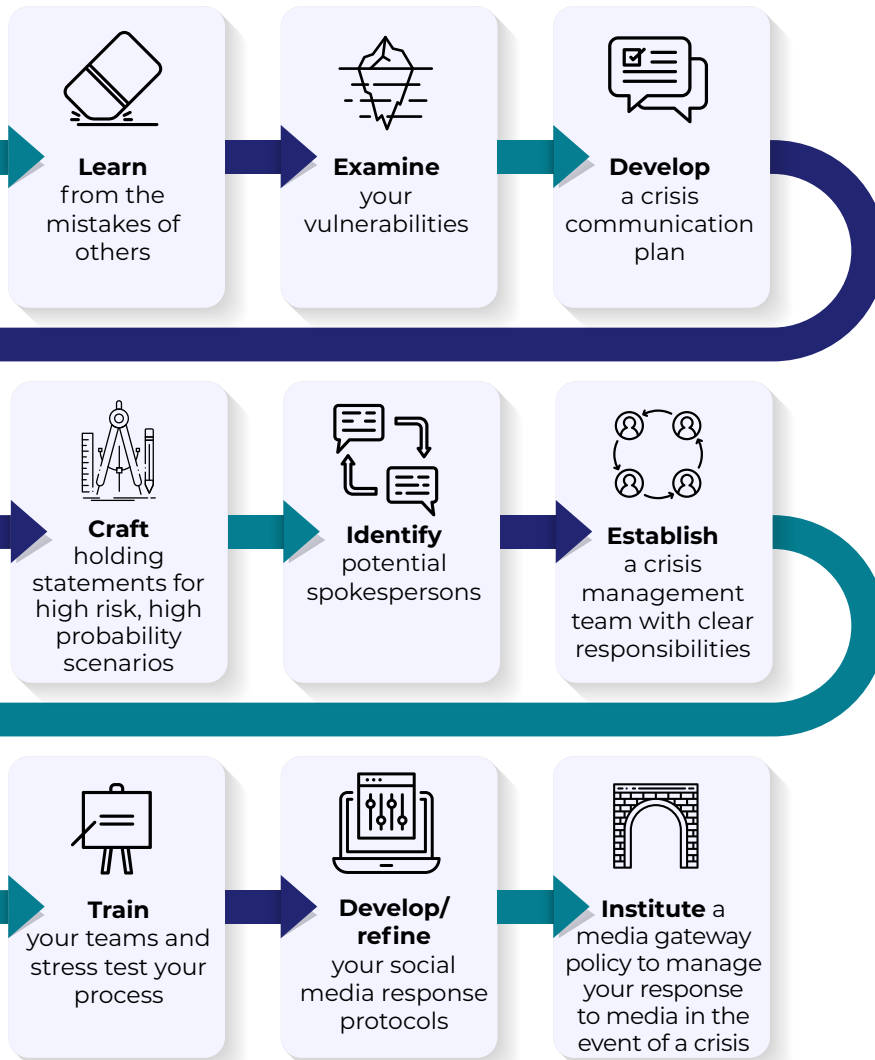 Learn
from the
mistakes of
others
Examine
your
vulnerabilities
Develop
a crisis
communication
plan
Craft
holding
statements for
high risk, high
probability
scenarios
Identify
potential
spokespersons
Establish
a crisis
management
team with clear
responsibilities
Train
your teams and
stress test your
process
Develop/
refine
your social
media response
protocols
Institute a
media gateway
policy to manage
your response
to media in the
event of a crisis